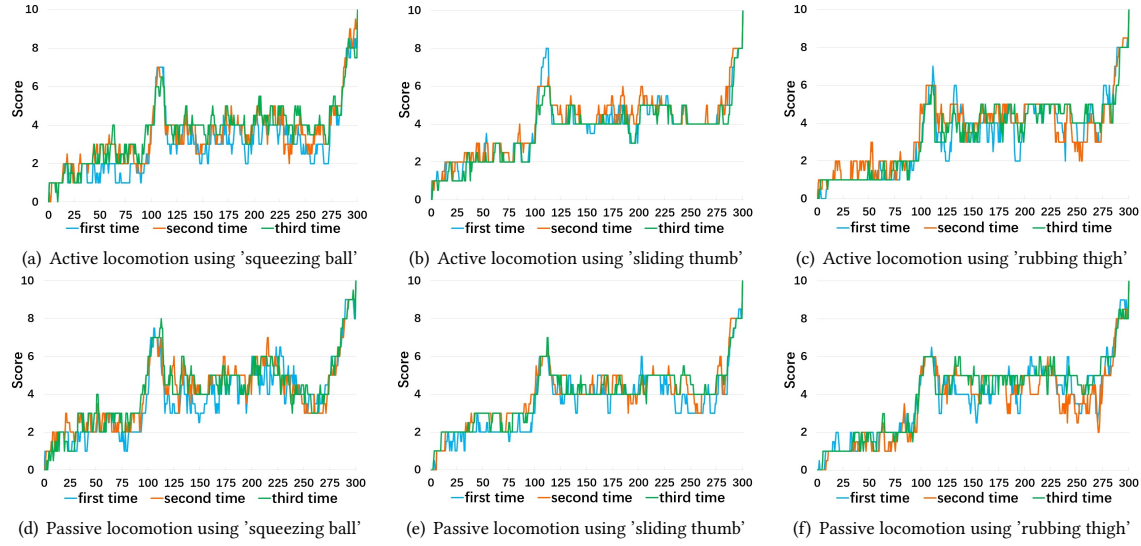 10
8
6
4
2
0
Score
0 25 50 75 100 125 150 175 200 225 250 275 300
first time second time third time
(a) Active locomotion using 'squeezing ball'
10
8
6
4
2
0
Score
0 25 50 75 100 125 150 175 200 225 250 275 300
first time second time third time
(b) Active locomotion using 'sliding thumb'
10
8
6
4
2
0
Score
0 25 50 75 100 125 150 175 200 225 250 275 300
first time second time third time
(c) Active locomotion using 'rubbing thigh'
10
8
6
4
2
0
Score
0 25 50 75 100 125 150 175 200 225 250 275 300
first time second time third time
(d) Passive locomotion using 'squeezing ball'
10
8
6
4
2
0
Score
0 25 50 75 100 125 150 175 200 225 250 275 300
first time second time third time
(e) Passive locomotion using 'sliding thumb'
10
8
6
4
2
0
Score
0 25 50 75 100 125 150 175 200 225 250 275 300
first time second time third time
(f) Passive locomotion using 'rubbing thigh'